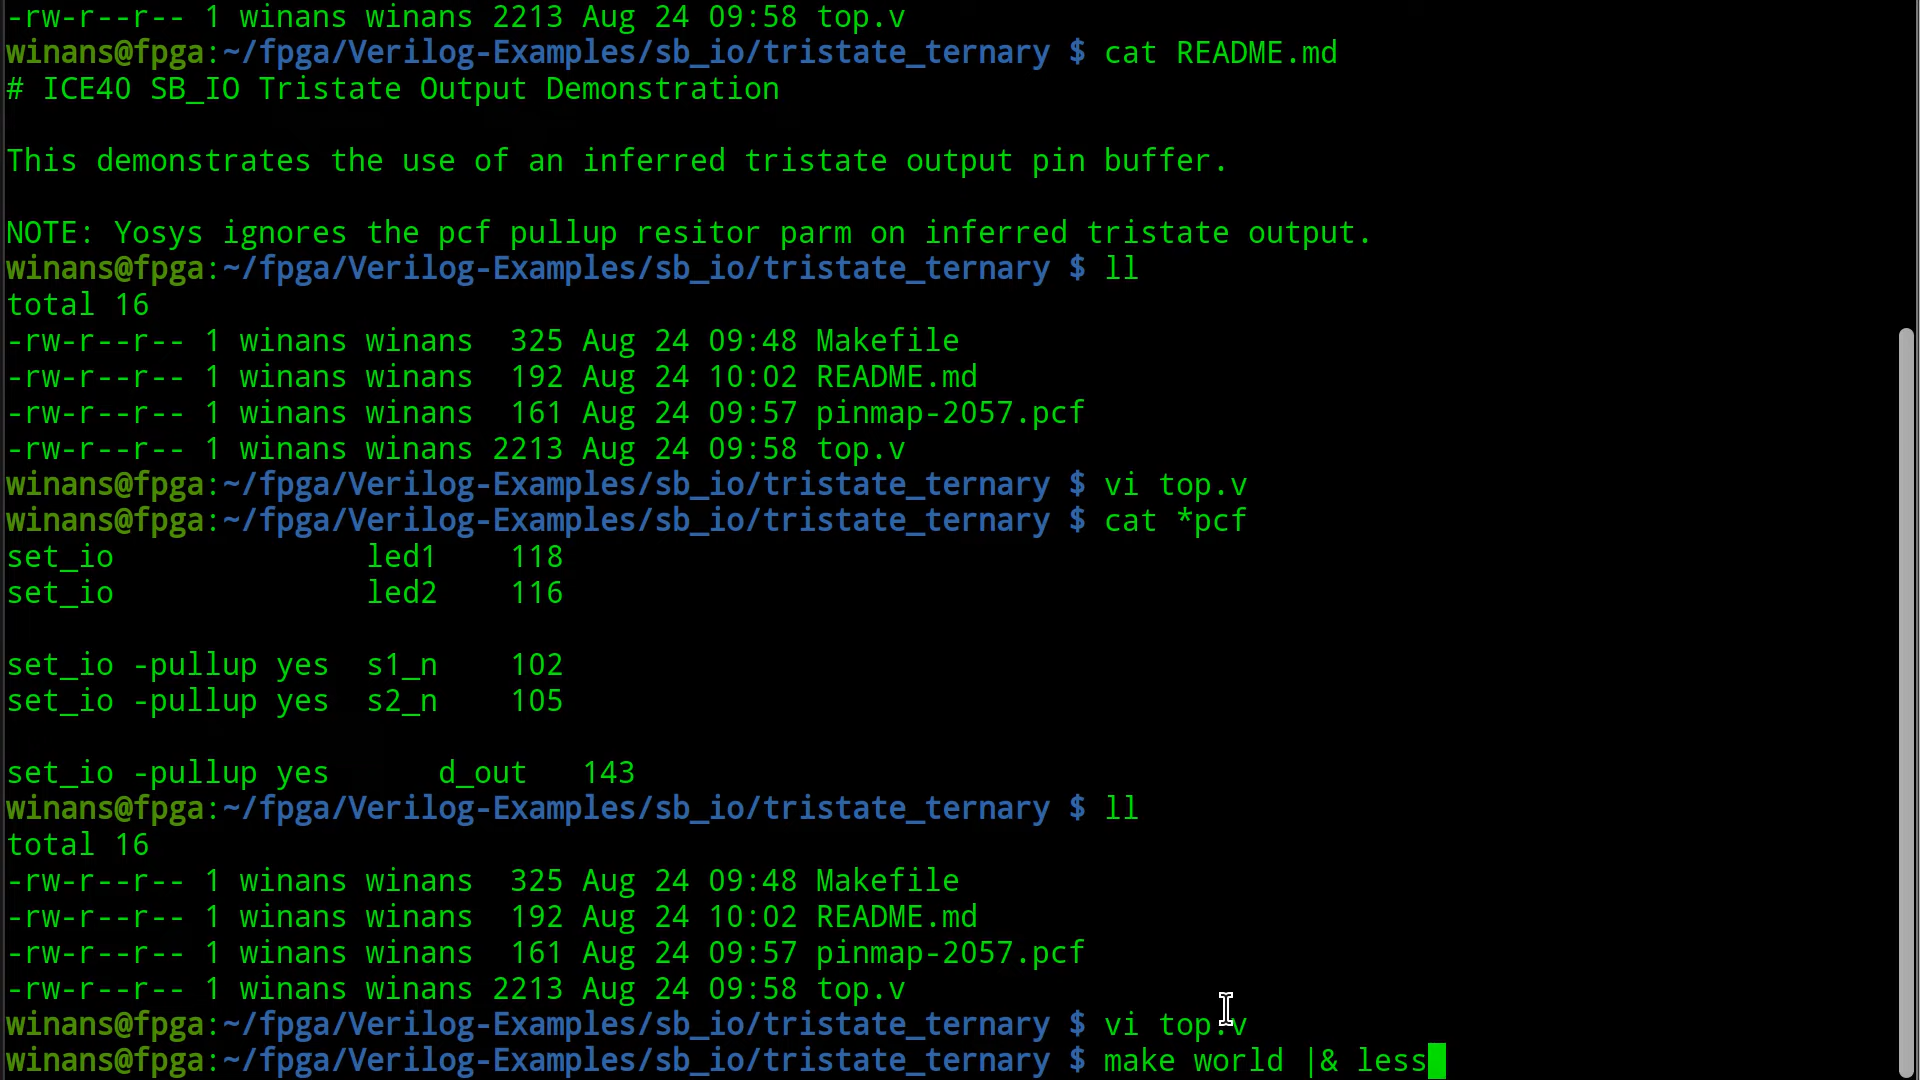 -rw-r--r-- 1 winans winans 2213 Aug 24 09:58 top.v
winans@fpga:~/fpga/Verilog-Examples/sb_io/tristate_ternary $ cat README.md
# ICE40 SB_IO Tristate Output Demonstration
This demonstrates the use of an inferred tristate output pin buffer.
NOTE: Yosys ignores the pcf pullup resitor parm on inferred tristate output.
winans@fpga:~/fpga/Verilog-Examples/sb_io/tristate_ternary $ ll
total 16
-rw-r--r-- 1 winans winans  325 Aug 24 09:48 Makefile
-rw-r--r-- 1 winans winans  192 Aug 24 10:02 README.md
-rw-r--r-- 1 winans winans  161 Aug 24 09:57 pinmap-2057.pcf
-rw-r--r-- 1 winans winans 2213 Aug 24 09:58 top.v
winans@fpga:~/fpga/Verilog-Examples/sb_io/tristate_ternary $ vi top.v
winans@fpga:~/fpga/Verilog-Examples/sb_io/tristate_ternary $ cat *pcf
set_io              led1    118
set_io              led2    116
set_io -pullup yes  s1_n    102
set_io -pullup yes  s2_n    105
set_io -pullup yes      d_out   143
winans@fpga:~/fpga/Verilog-Examples/sb_io/tristate_ternary $ ll
total 16
-rw-r--r-- 1 winans winans  325 Aug 24 09:48 Makefile
-rw-r--r-- 1 winans winans  192 Aug 24 10:02 README.md
-rw-r--r-- 1 winans winans  161 Aug 24 09:57 pinmap-2057.pcf
-rw-r--r-- 1 winans winans 2213 Aug 24 09:58 top.v
winans@fpga:~/fpga/Verilog-Examples/sb_io/tristate_ternary $ vi top.v
winans@fpga:~/fpga/Verilog-Examples/sb_io/tristate_ternary $ make world |& less